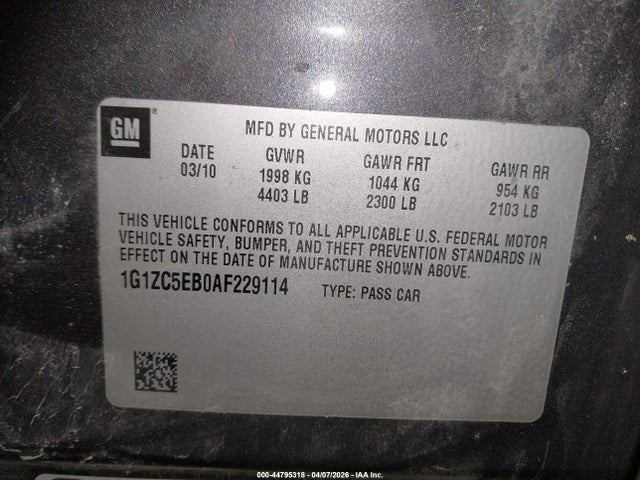 GM ®
MFD BY GENERAL MOTORS LLC
DATE GVWR GAWR FRT GAWR RR
03/10 1998 KG 1044 KG 954 KG
4403 LB 2300 LB 2103 LB
THIS VEHICLE CONFORMS TO ALL APPLICABLE U.S. FEDERAL MOTOR
VEHICLE SAFETY, BUMPER, AND THEFT PREVENTION STANDARDS IN
EFFECT ON THE DATE OF MANUFACTURE SHOWN ABOVE.
1G1ZC5EB0AF229114 TYPE: PASS CAR
000-44795318 - 04/07/2026 - IAA Inc.